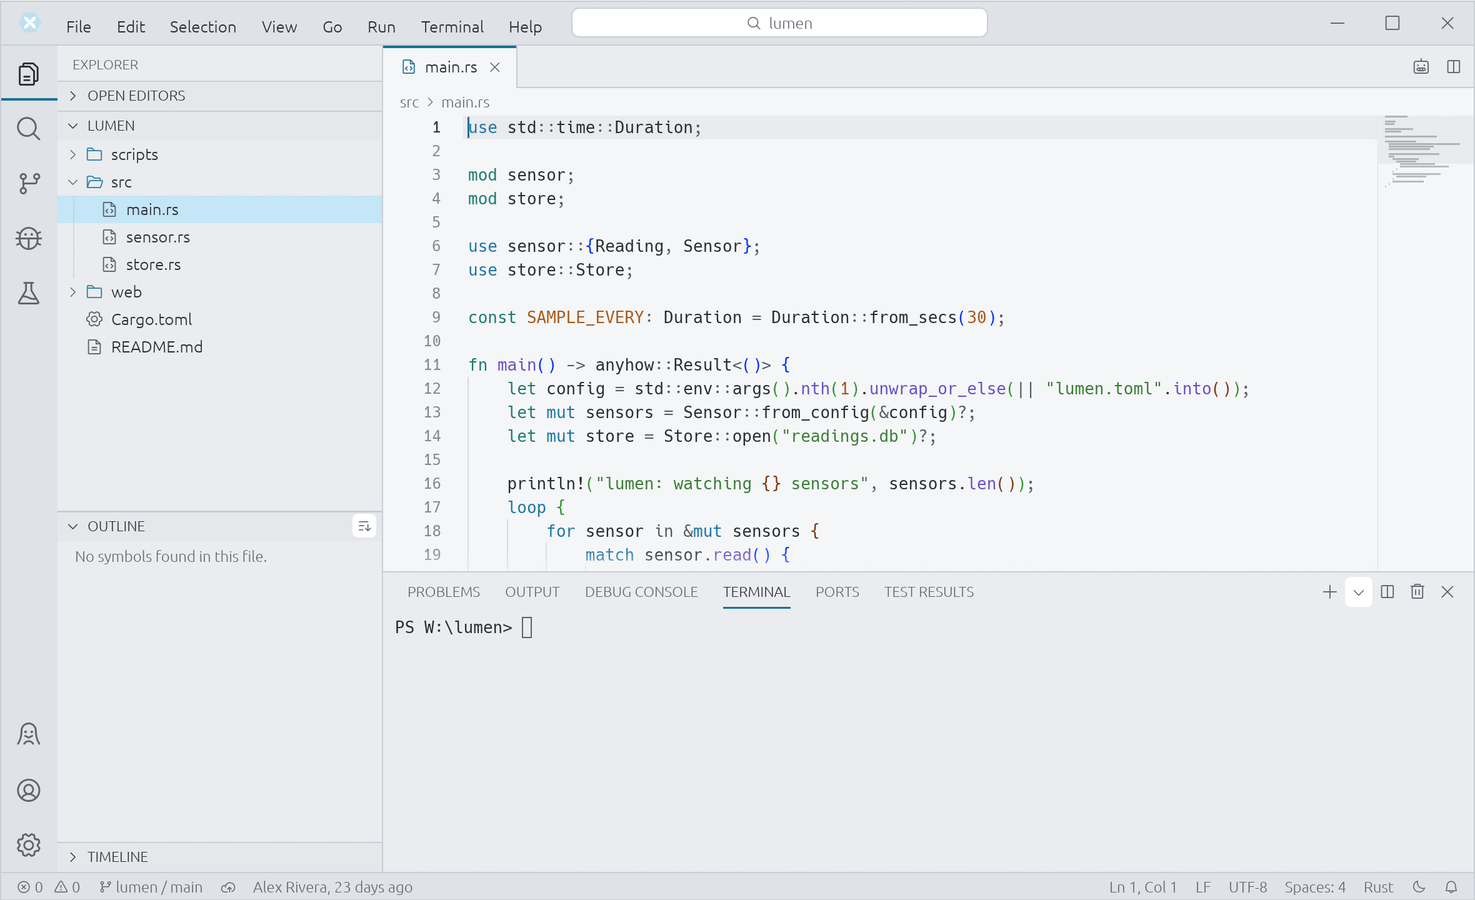 File Edit Selection View Go Run Terminal Help lumen
EXPLORER
OPEN EDITORS
LUMEN
scripts
src
main.rs
sensor.rs
store.rs
web
Cargo.toml
README.md
OUTLINE
No symbols found in this file.
TIMELINE
main.rs
src > main.rs
1 use std::time::Duration;
2
3 mod sensor;
4 mod store;
5
6 use sensor::{Reading, Sensor};
7 use store::Store;
8
9 const SAMPLE_EVERY: Duration = Duration::from_secs(30);
10
11 fn main() -> anyhow::Result<()> {
12 let config = std::env::args().nth(1).unwrap_or_else(|| "lumen.toml".into());
13 let mut sensors = Sensor::from_config(&config)?;
14 let mut store = Store::open("readings.db")?;
15
16 println!("lumen: watching {} sensors", sensors.len());
17 loop {
18 for sensor in &mut sensors {
19 match sensor.read() {
PROBLEMS OUTPUT DEBUG CONSOLE TERMINAL PORTS TEST RESULTS
PS W:\lumen>
0 0 lumen / main Alex Rivera, 23 days ago Ln 1, Col 1 LF UTF-8 Spaces: 4 Rust